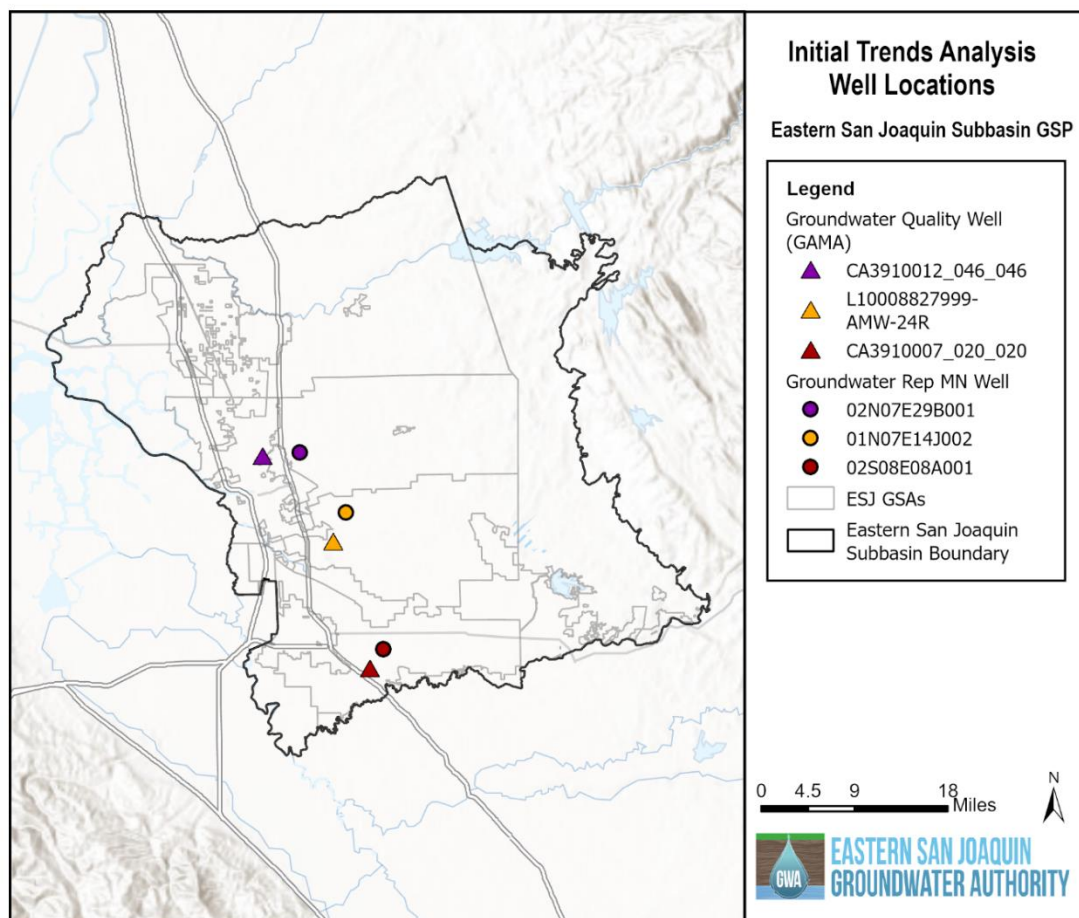 Initial Trends Analysis
Well Locations
Eastern San Joaquin Subbasin GSP
Legend
Groundwater Quality Well
(GAMA)
CA3910012_046_046
L10008827999-
AMW-24R
CA3910007_020_020
Groundwater Rep MN Well
02N07E29B001
01N07E14J002
02S08E08A001
ESJ GSAs
Eastern San Joaquin
Subbasin Boundary
0 4.5 9 18
Miles
N
GWA
EASTERN SAN JOAQUIN
GROUNDWATER AUTHORITY